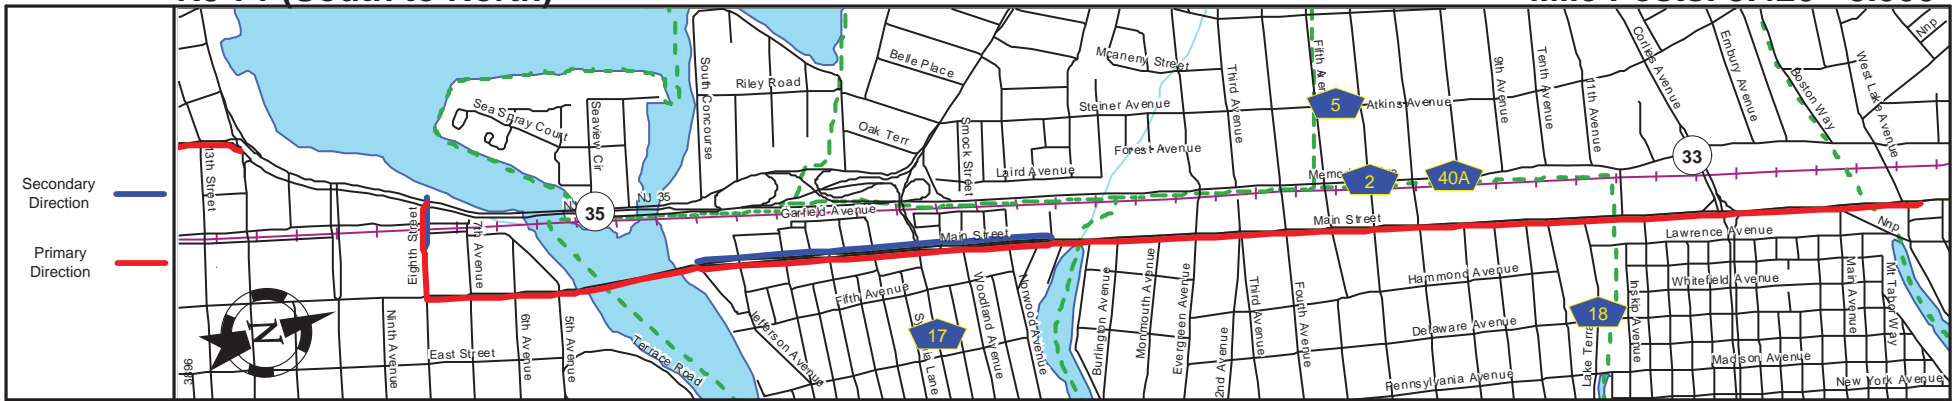 Secondary
Direction
Primary
Direction
13th Street
3896
Eighth Street
7th Avenue
Ninth Avenue
East Street
6th Avenue
5th Avenue
Sea Spray Court
Seaview Cir
South Concourse
NJ 35
35
Riley Road
Belle Place
Oak Terr
Smock Street
Garfield Avenue
Main Street
Fifth Avenue
Jefferson Avenue
Terrace Road
17
Lane
Woodland Avenue
Norwood Avenue
Mcaneny Street
Steiner Avenue
Forest Avenue
Laird Avenue
Third Avenue
5
Atkins Avenue
2
40A
Main Street
Burlington Avenue
Monmouth Avenue
Evergreen Avenue
2nd Avenue
Third Avenue
Fourth Avenue
Hammond Avenue
Delaware Avenue
Pennsylvania Avenue
9th Avenue
Tenth Avenue
11th Avenue
Corlies Avenue
Embury Avenue
Boston Way
West Lake Avenue
Nnp
33
Lawrence Avenue
Nnp
Whitefield Avenue
18
Inskip Avenue
Main Avenue
Mt Tabor Way
Madison Avenue
New York Avenue
N